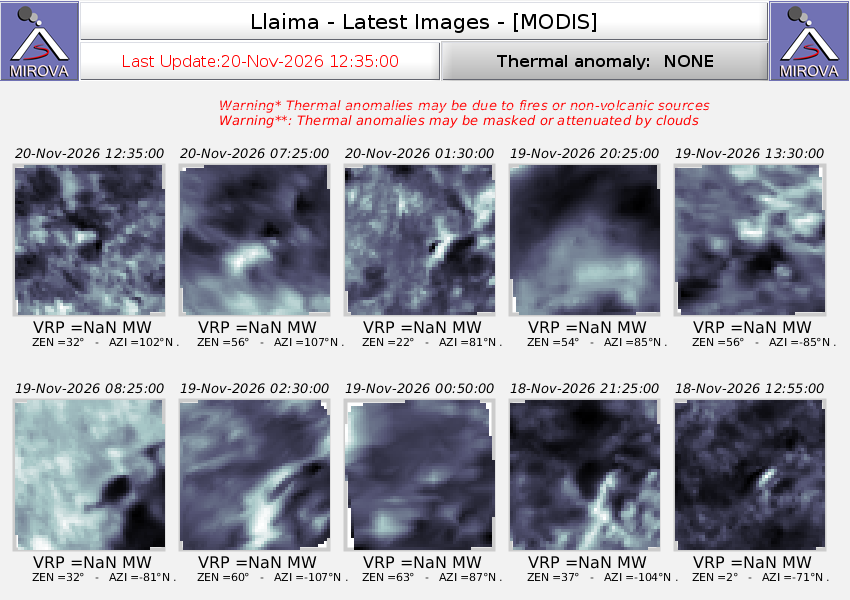 MIROVA
Llaima - Latest Images - [MODIS]
MIROVA
Last Update:20-Nov-2026 12:35:00
Thermal anomaly: NONE
Warning* Thermal anomalies may be due to fires or non-volcanic sources
Warning**: Thermal anomalies may be masked or attenuated by clouds
20-Nov-2026 12:35:00 20-Nov-2026 07:25:00 20-Nov-2026 01:30:00 19-Nov-2026 20:25:00 19-Nov-2026 13:30:00
VRP =NaN MW VRP =NaN MW VRP =NaN MW VRP =NaN MW VRP =NaN MW
ZEN =32° - AZI =102°N . ZEN =56° - AZI =107°N . ZEN =22° - AZI =81°N . ZEN =54° - AZI =85°N . ZEN =56° - AZI =-85°N .
19-Nov-2026 08:25:00 19-Nov-2026 02:30:00 19-Nov-2026 00:50:00 18-Nov-2026 21:25:00 18-Nov-2026 12:55:00
VRP =NaN MW VRP =NaN MW VRP =NaN MW VRP =NaN MW VRP =NaN MW
ZEN =32° - AZI =-81°N . ZEN =60° - AZI =-107°N . ZEN =63° - AZI =87°N . ZEN =37° - AZI =-104°N . ZEN =2° - AZI =-71°N .